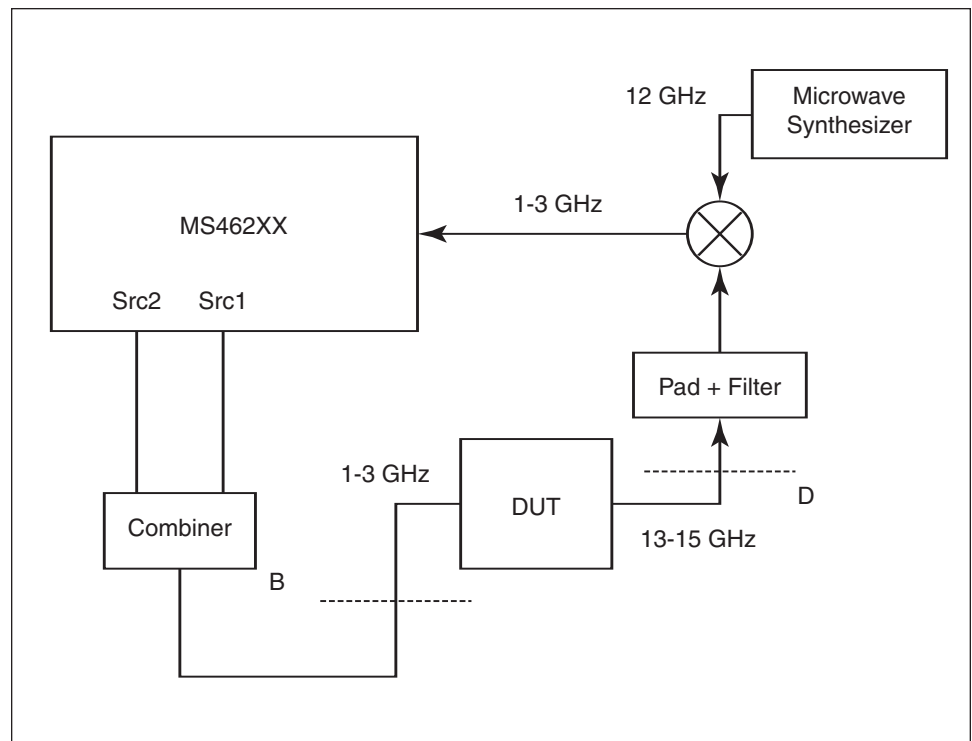 12 GHz
Microwave
Synthesizer
1-3 GHz
MS462XX
Src2 Src1
Pad + Filter
1-3 GHz
DUT
D
Combiner
13-15 GHz
B